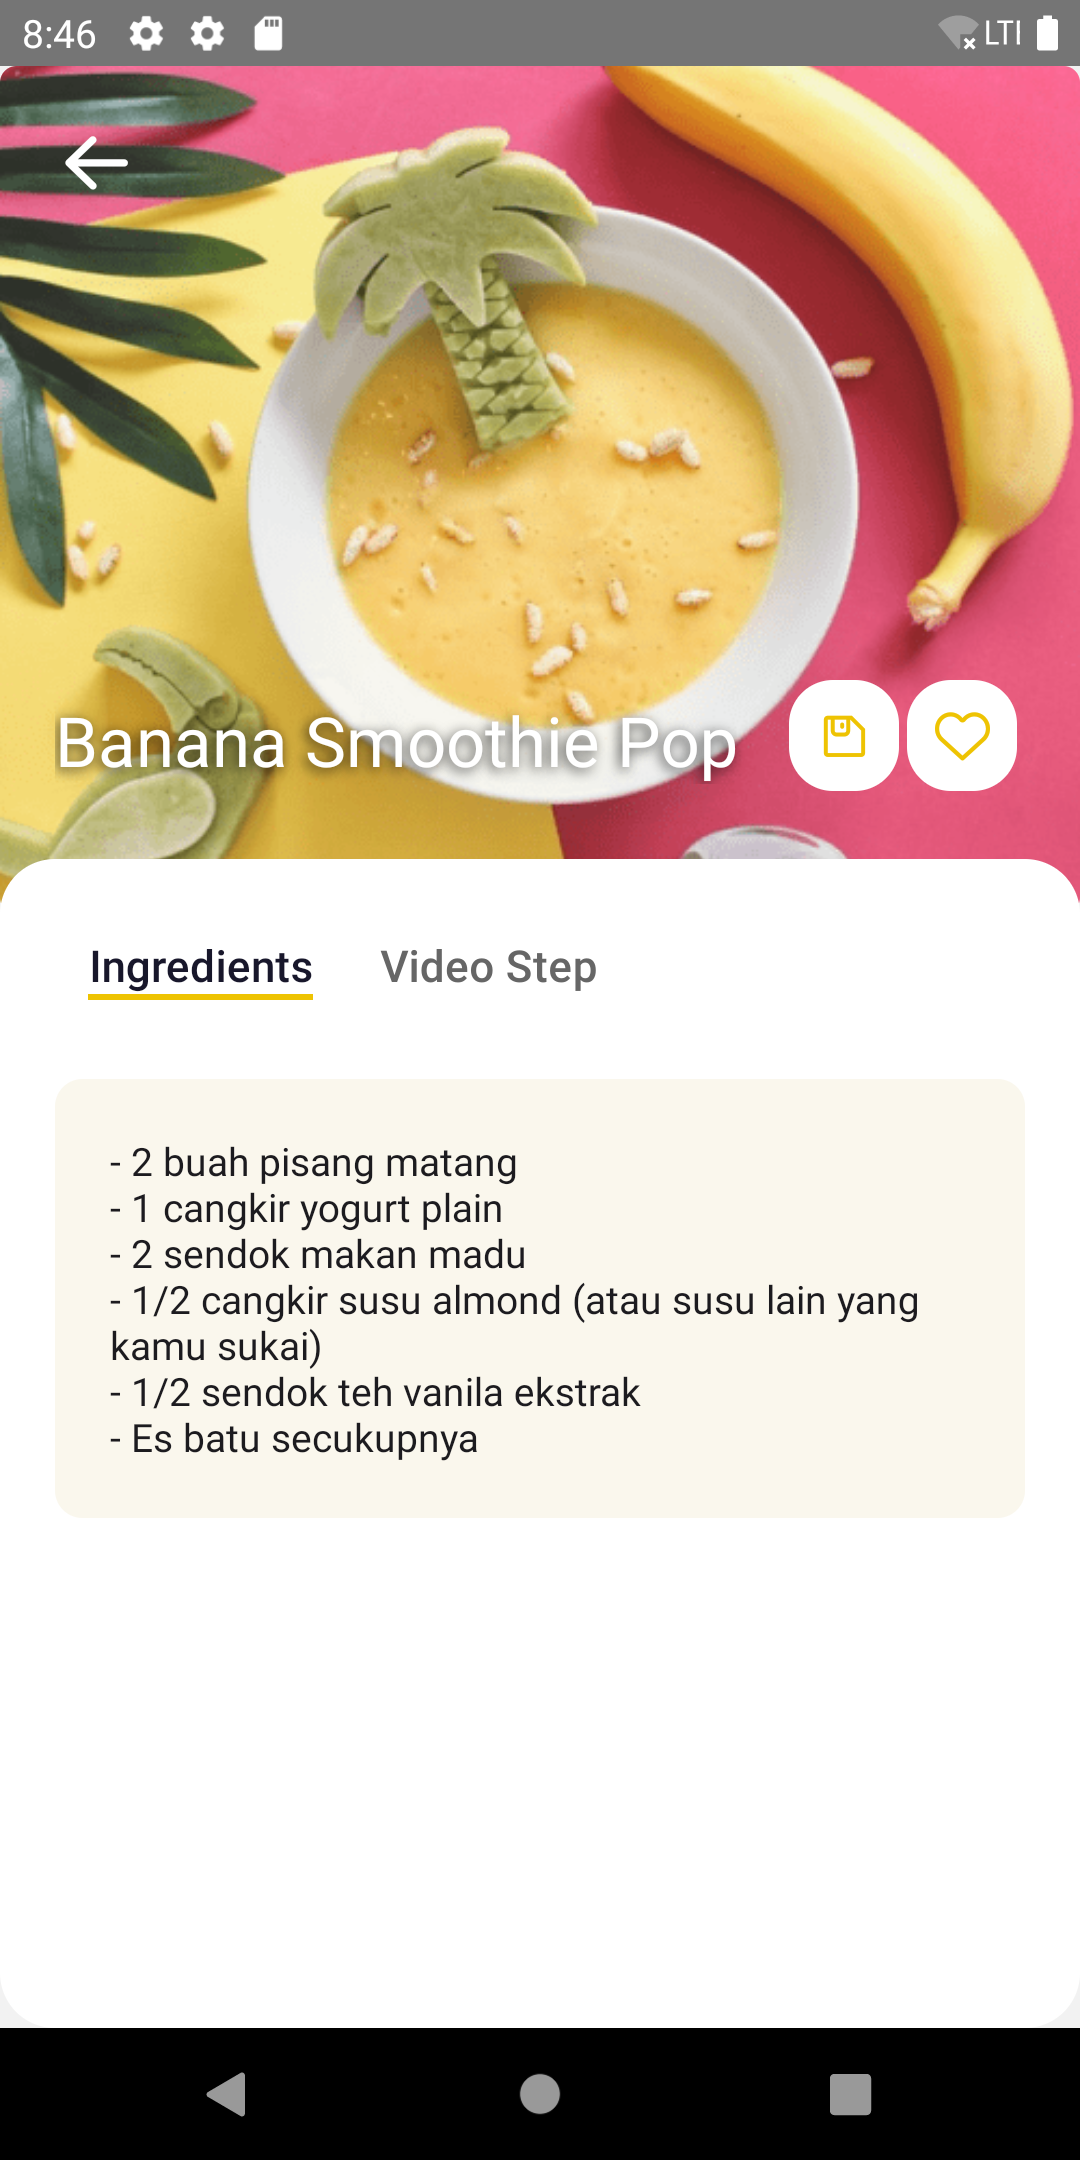 8:46
Banana Smoothie Pop
Ingredients Video Step
- 2 buah pisang matang
- 1 cangkir yogurt plain
- 2 sendok makan madu
- 1/2 cangkir susu almond (atau susu lain yang
kamu sukai)
- 1/2 sendok teh vanila ekstrak
- Es batu secukupnya